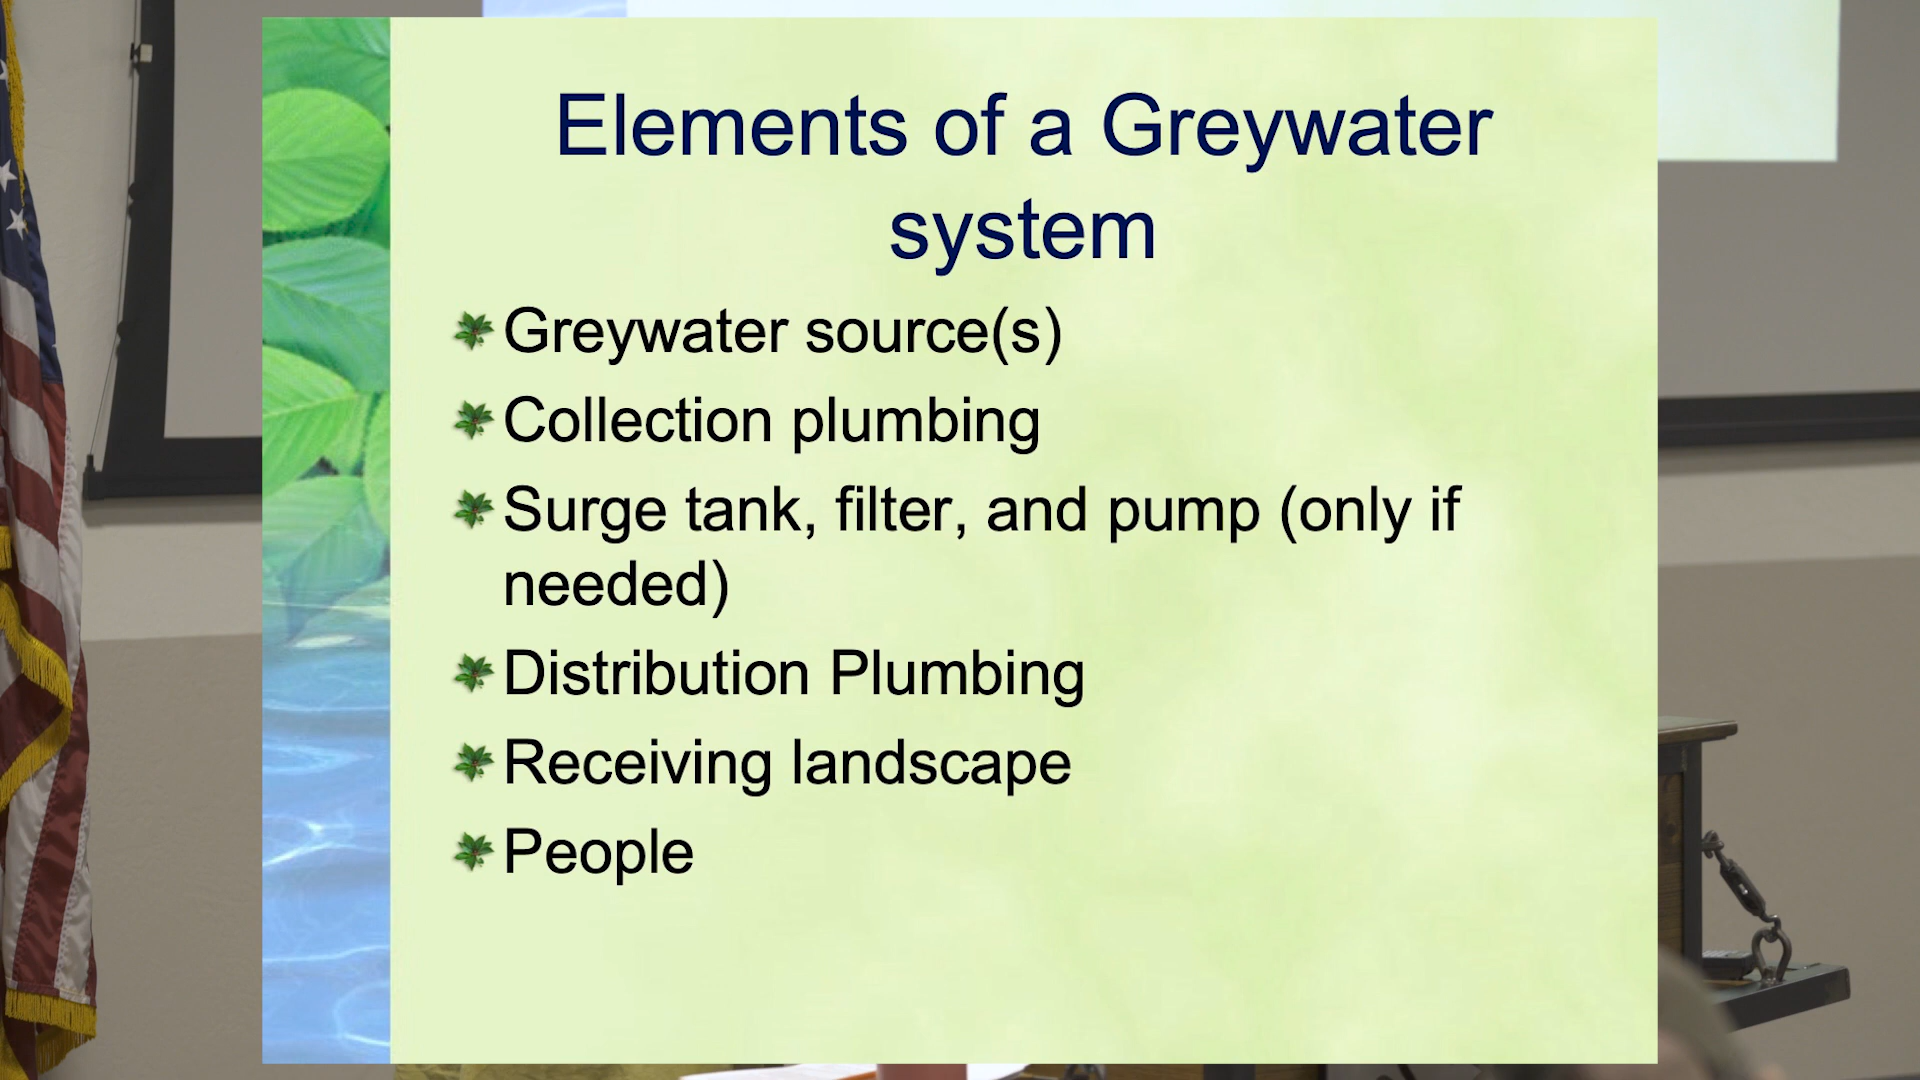 Elements of a Greywater
system
Greywater source(s)
Collection plumbing
Surge tank, filter, and pump (only if
needed)
Distribution Plumbing
Receiving landscape
People